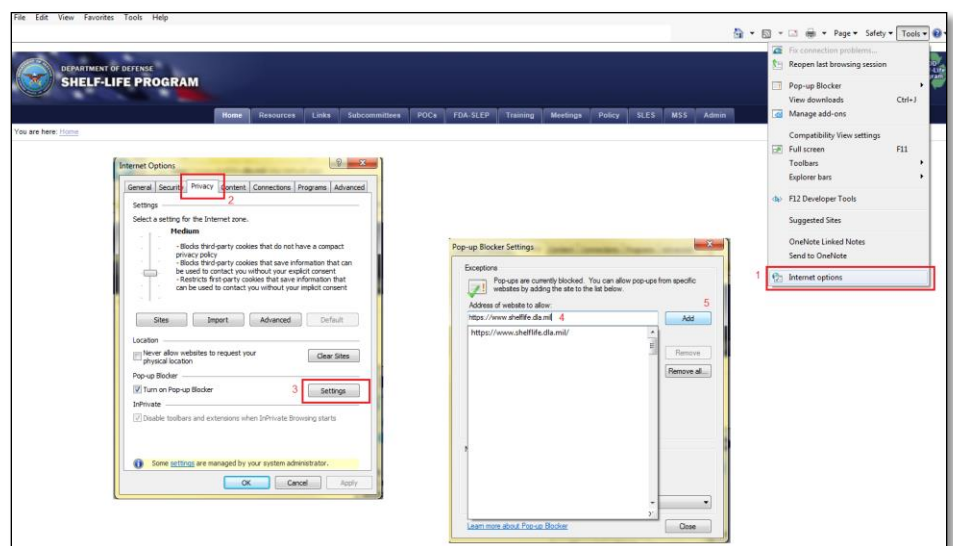 File Edit View Favorites Tools Help
Page Safety Tools
DEPARTMENT OF DEFENSE
SHELF-LIFE PROGRAM
Home Resources Links Subcommittees POCs FDA-SLEP Training Meetings Policy SLES MSS Admin
You are here: Home
Fix connection problems...
Reopen last browsing session
Pop-up Blocker
View downloads Ctrl+J
Manage add-ons
Compatibility View settings
Full screen F11
Toolbars
Explorer bars
F12 Developer Tools
Suggested Sites
OneNote Linked Notes
Send to OneNote
1 Internet options
Internet Options
General Security Privacy Content Connections Programs Advanced
2
Settings
Select a setting for the Internet zone.
Medium
- Blocks third-party cookies that do not have a compact
privacy policy
- Blocks third-party cookies that save information that can
be used to contact you without your explicit consent
- Restricts first-party cookies that save information that
can be used to contact you without your implicit consent
Sites Import Advanced Default
Location
Never allow websites to request your
physical location
Clear Sites
Pop-up Blocker
Turn on Pop-up Blocker 3 Settings
InPrivate
Disable toolbars and extensions when InPrivate Browsing starts
Some settings are managed by your system administrator.
OK Cancel Apply
Pop-up Blocker Settings
Exceptions
Pop-ups are currently blocked. You can allow pop-ups from specific
websites by adding the site to the list below.
Address of website to allow: 5
https://www.shelflife.dla.mil 4 Add
https://www.shelflife.dla.mil/
Remove
Remove all...
Learn more about Pop-up Blocker Close